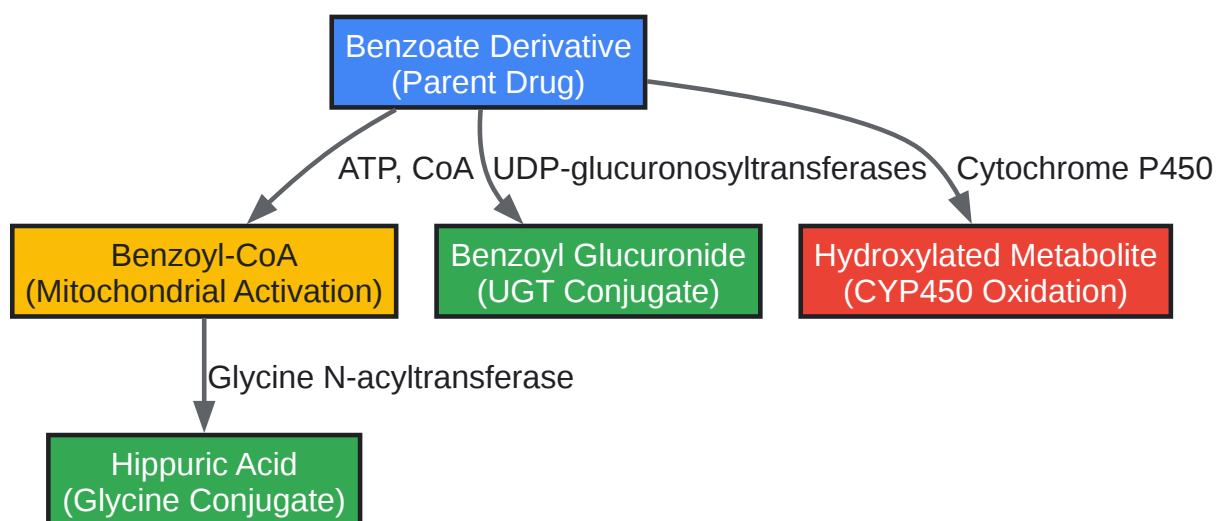 Benzoate Derivative
(Parent Drug)
ATP, CoA
UDP-glucuronosyltransferases
Cytochrome P450
Benzoyl-CoA
(Mitochondrial Activation)
Benzoyl Glucuronide
(UGT Conjugate)
Hydroxylated Metabolite
(CYP450 Oxidation)
Glycine N-acyltransferase
Hippuric Acid
(Glycine Conjugate)